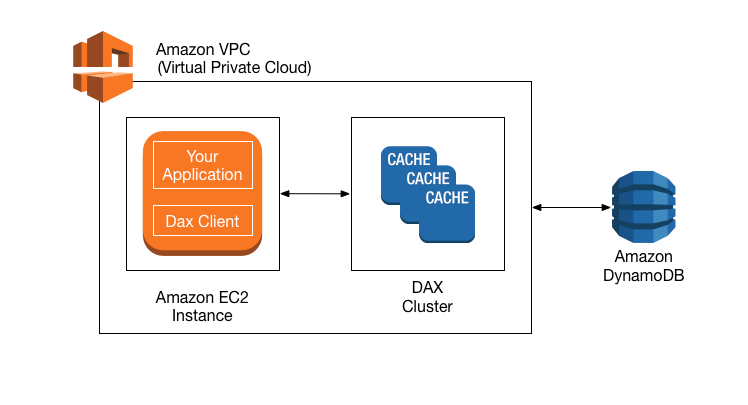 Amazon VPC
(Virtual Private Cloud)
Your
Application
Dax Client
CACHE
CACHE
CACHE
Amazon EC2
Instance
DAX
Cluster
Amazon
DynamoDB